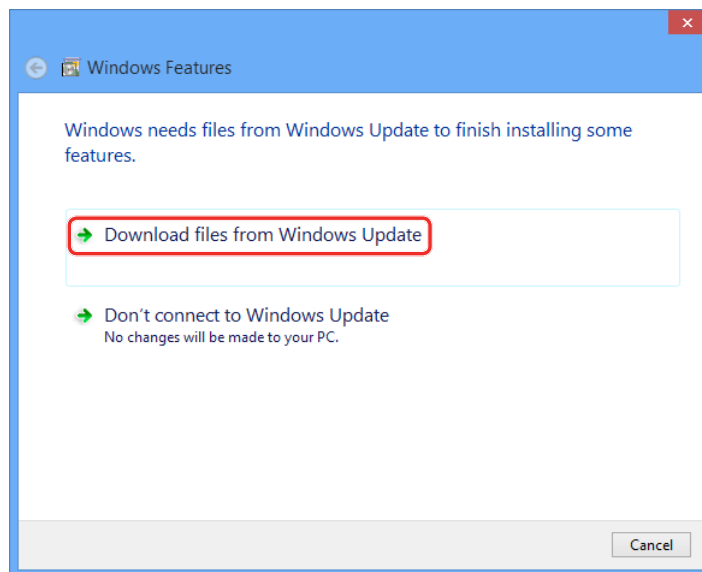 Windows Features
Windows needs files from Windows Update to finish installing some
features.
Download files from Windows Update
Don't connect to Windows Update
No changes will be made to your PC.
Cancel